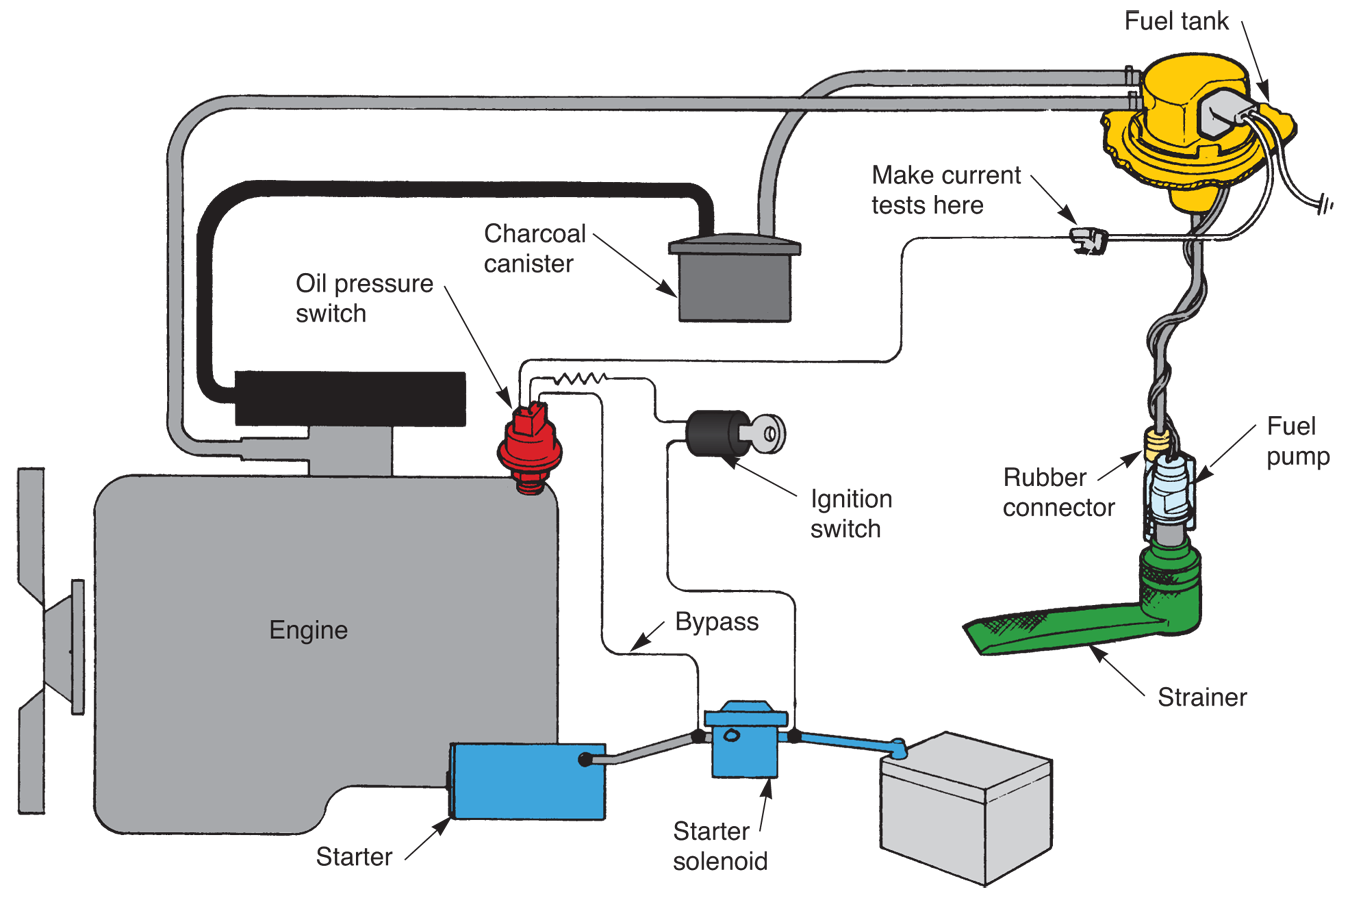 Fuel tank
Make current
tests here
Charcoal
canister
Oil pressure
switch
Fuel
pump
Rubber
connector
Ignition
switch
Engine
Bypass
Strainer
Starter
solenoid
Starter